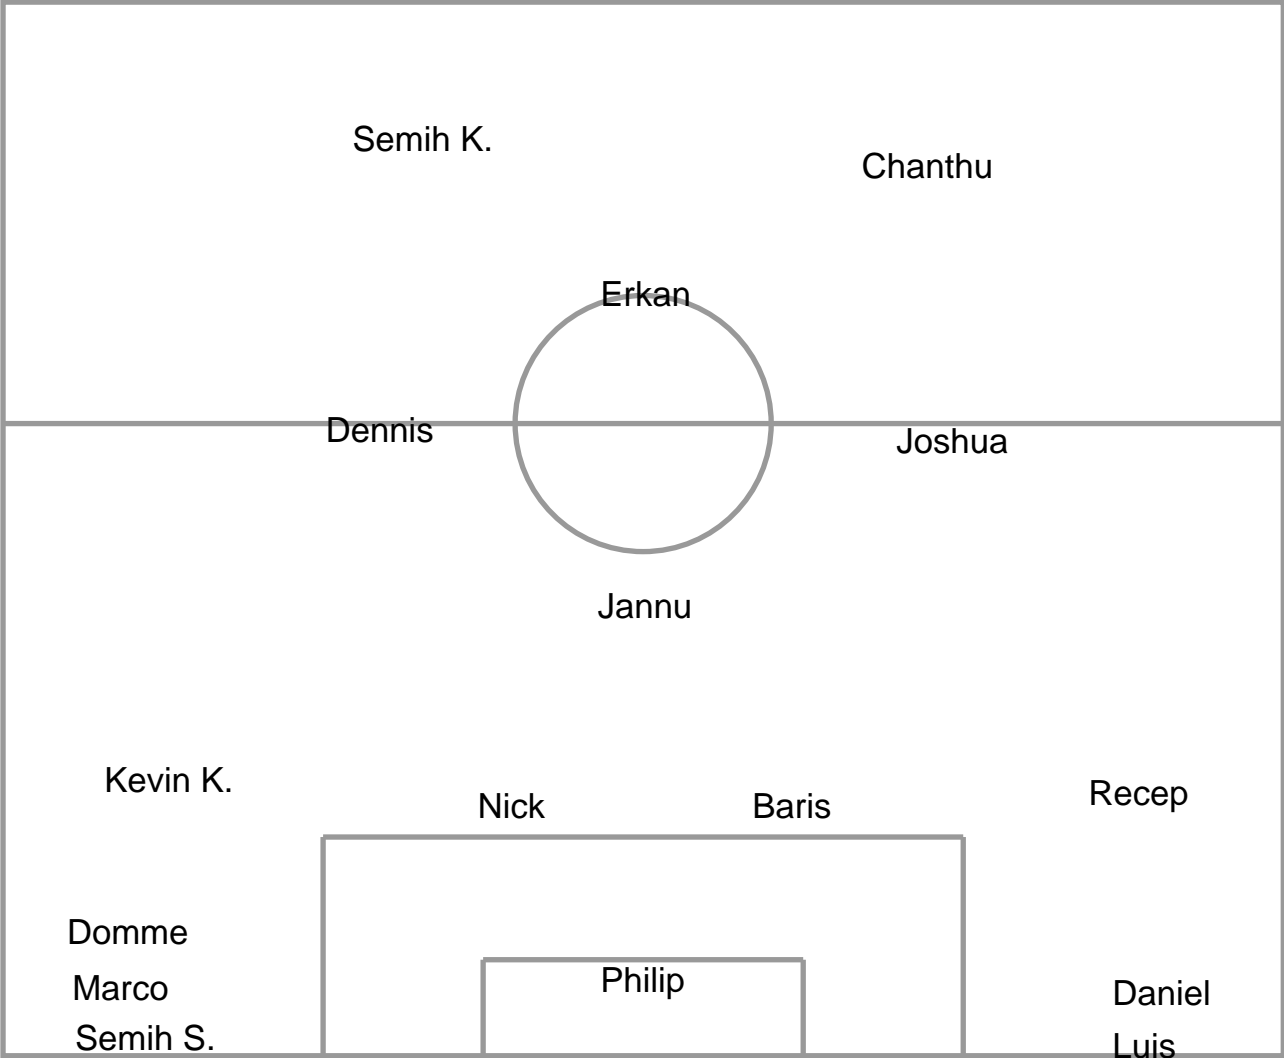 Semih K.
Chanthu
Erkan
Dennis
Joshua
Jannu
Kevin K.
Nick
Baris
Recep
Domme
Marco
Philip
Daniel
Semih S.
Luis